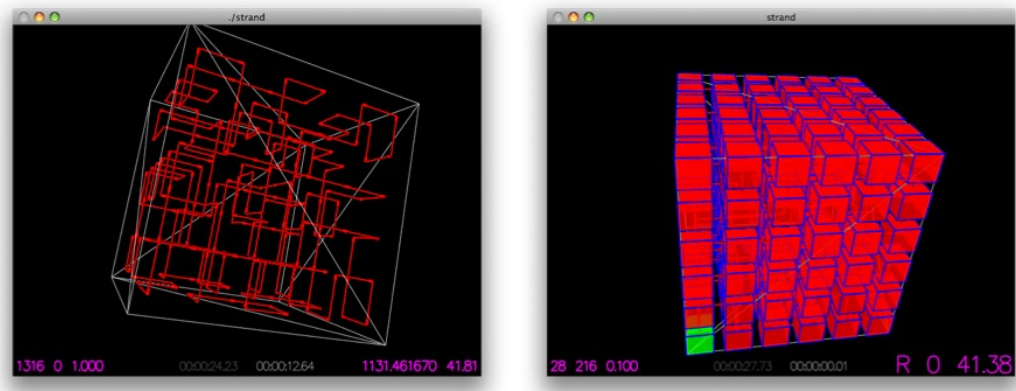 ./strand
strand
1316 0 1.000 00:00:24.23 00:00:12.64 1131.461670 41.81
28 216 0.100 00:00:27.73 00:00:00.01 R 0 41.38